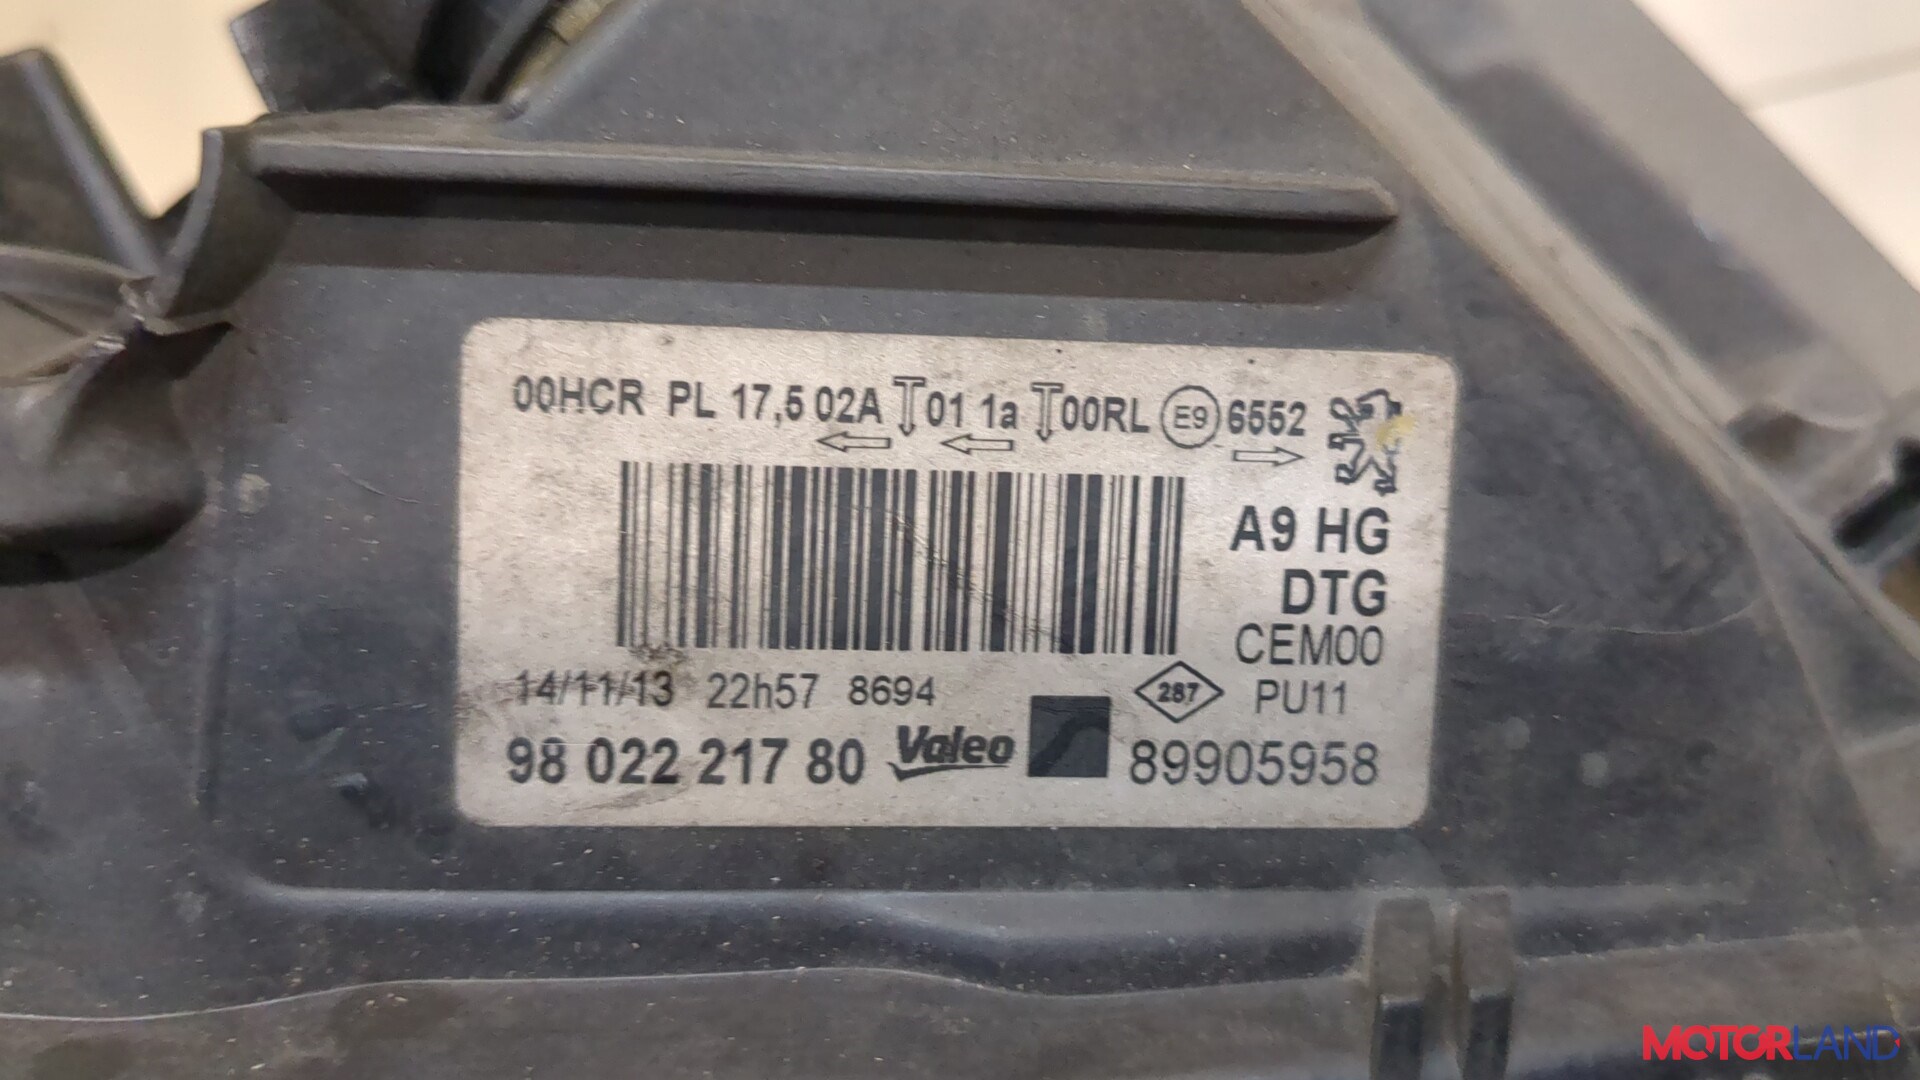 00HCR PL 17,5 02A 01 1a 00RL E9 6552
A9 HG
DTG
CEM00
14/11/13 22h57 8694 287 PU11
98 022 217 80 Valeo 89905958
MOTORLAND